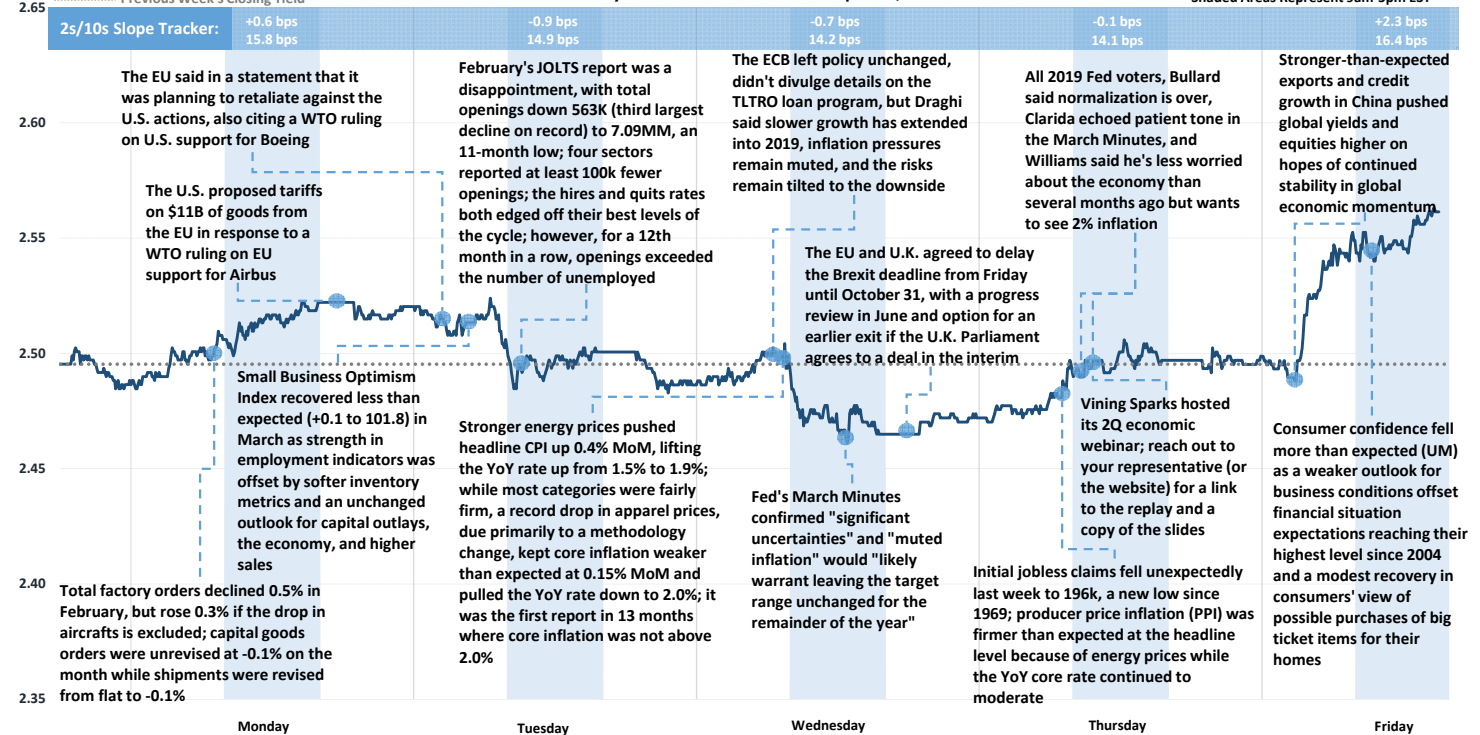 2.65
Previous Week's Closing Yield
2s/10s Slope Tracker:
+0.6 bps
15.8 bps
-0.9 bps
14.9 bps
-0.7 bps
14.2 bps
-0.1 bps
14.1 bps
+2.3 bps
16.4 bps
The EU said in a statement that it
was planning to retaliate against the
U.S. actions, also citing a WTO ruling
on U.S. support for Boeing
The U.S. proposed tariffs
on $11B of goods from
the EU in response to a
WTO ruling on EU
support for Airbus
February's JOLTS report was a
disappointment, with total
openings down 563K (third largest
decline on record) to 7.09MM, an
11-month low; four sectors
reported at least 100k fewer
openings; the hires and quits rates
both edged off their best levels of
the cycle; however, for a 12th
month in a row, openings exceeded
the number of unemployed
The ECB left policy unchanged,
didn't divulge details on the
TLTRO loan program, but Draghi
said slower growth has extended
into 2019, inflation pressures
remain muted, and the risks
remain tilted to the downside
The EU and U.K. agreed to delay
the Brexit deadline from Friday
until October 31, with a progress
review in June and option for an
earlier exit if the U.K. Parliament
agrees to a deal in the interim
All 2019 Fed voters, Bullard
said normalization is over,
Clarida echoed patient tone in
the March Minutes, and
Williams said he's less worried
about the economy than
several months ago but wants
to see 2% inflation
Stronger-than-expected
exports and credit
growth in China pushed
global yields and
equities higher on
hopes of continued
stability in global
economic momentum
2.60
2.55
2.50
2.45
2.40
2.35
Small Business Optimism
Index recovered less than
expected (+0.1 to 101.8) in
March as strength in
employment indicators was
offset by softer inventory
metrics and an unchanged
outlook for capital outlays,
the economy, and higher
sales
Total factory orders declined 0.5% in
February, but rose 0.3% if the drop in
aircrafts is excluded; capital goods
orders were unrevised at -0.1% on the
month while shipments were revised
from flat to -0.1%
Stronger energy prices pushed
headline CPI up 0.4% MoM, lifting
the YoY rate up from 1.5% to 1.9%;
while most categories were fairly
firm, a record drop in apparel prices,
due primarily to a methodology
change, kept core inflation weaker
than expected at 0.15% MoM and
pulled the YoY rate down to 2.0%; it
was the first report in 13 months
where core inflation was not above
2.0%
Fed's March Minutes
confirmed "significant
uncertainties" and "muted
inflation" would "likely
warrant leaving the target
range unchanged for the
remainder of the year"
Vining Sparks hosted
its 2Q economic
webinar; reach out to
your representative (or
the website) for a link
to the replay and a
copy of the slides
Initial jobless claims fell unexpectedly
last week to 196k, a new low since
1969; producer price inflation (PPI) was
firmer than expected at the headline
level because of energy prices while
the YoY core rate continued to
moderate
Consumer confidence fell
more than expected (UM)
as a weaker outlook for
business conditions offset
financial situation
expectations reaching their
highest level since 2004
and a modest recovery in
consumers' view of
possible purchases of big
ticket items for their
homes
Monday
Tuesday
Wednesday
Thursday
Friday